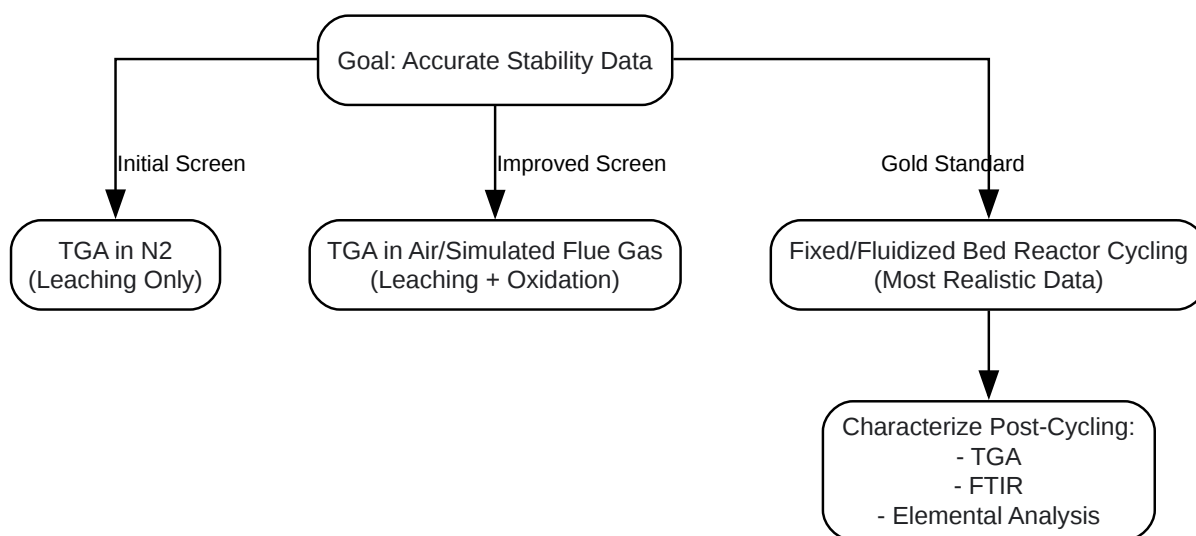 Goal: Accurate Stability Data
Initial Screen
Improved Screen
Gold Standard
TGA in N2
(Leaching Only)
TGA in Air/Simulated Flue Gas
(Leaching + Oxidation)
Fixed/Fluidized Bed Reactor Cycling
(Most Realistic Data)
Characterize Post-Cycling:
- TGA
- FTIR
- Elemental Analysis